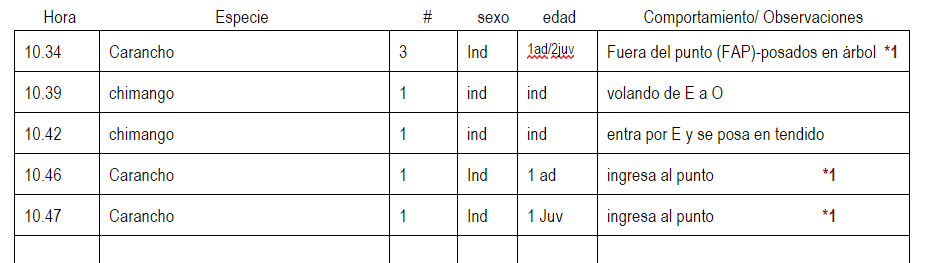 Hora Especie # sexo edad Comportamiento/ Observaciones
10.34 Carancho 3 Ind 1ad/2juv Fuera del punto (FAP)-posados en árbol *1
10.39 chimango 1 ind ind volando de E a O
10.42 chimango 1 ind ind entra por E y se posa en tendido
10.46 Carancho 1 Ind 1 ad ingresa al punto *1
10.47 Carancho 1 Ind 1 Juv ingresa al punto *1